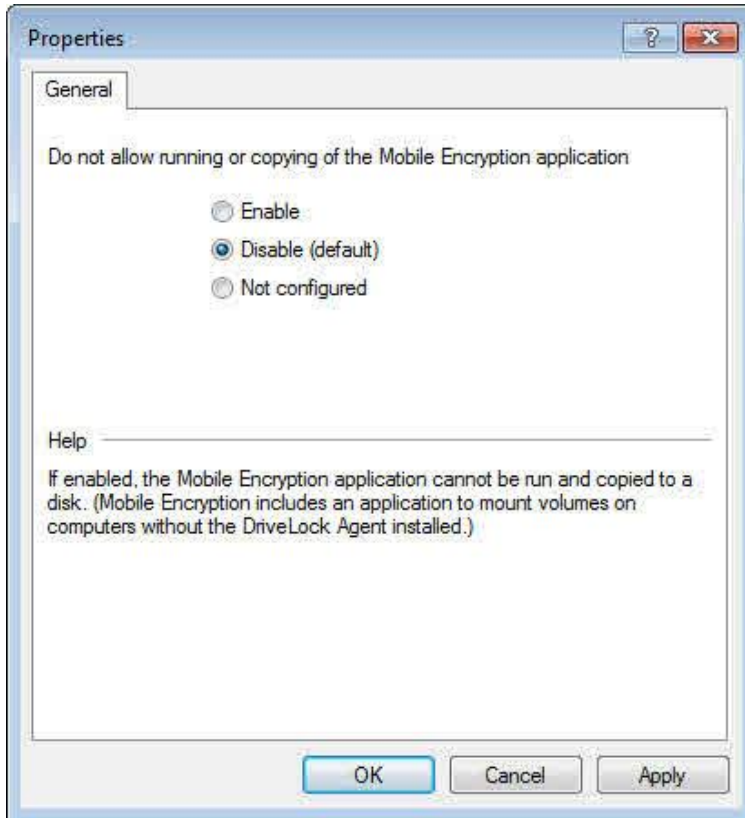 Properties
General
Do not allow running or copying of the Mobile Encryption application
Enable
Disable (default)
Not configured
Help
If enabled, the Mobile Encryption application cannot be run and copied to a
disk. (Mobile Encryption includes an application to mount volumes on
computers without the DriveLock Agent installed.)
OK Cancel Apply